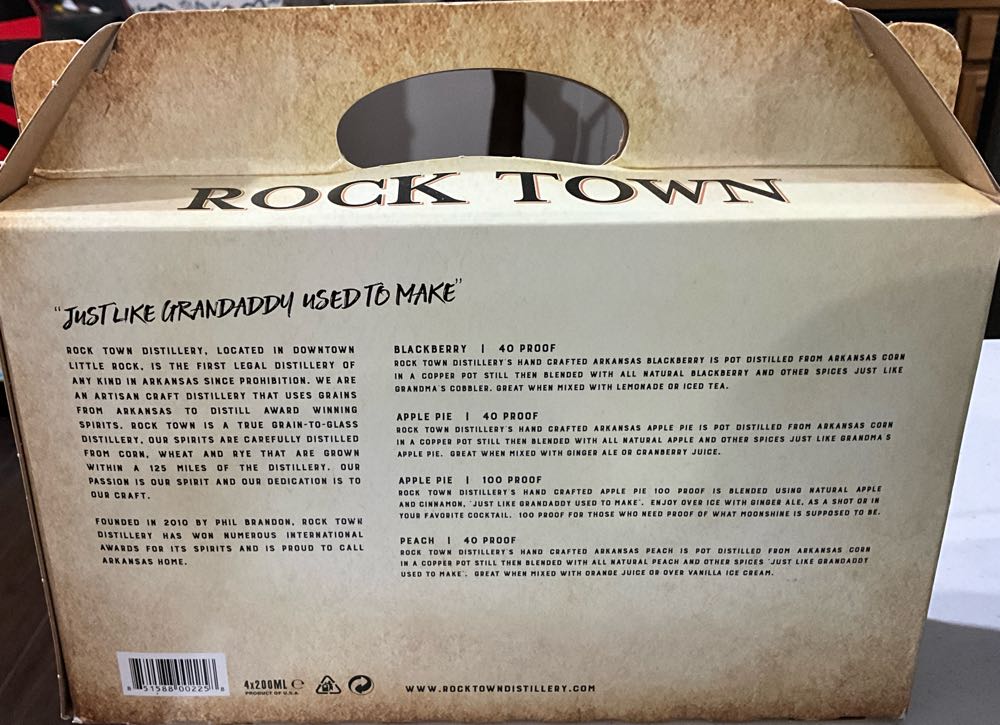 ROCK TOWN
"JUST LIKE GRANDADDY USED TO MAKE"
ROCK TOWN DISTILLERY, LOCATED IN DOWNTOWN
LITTLE ROCK, IS THE FIRST LEGAL DISTILLERY OF
ANY KIND IN ARKANSAS SINCE PROHIBITION. WE ARE
AN ARTISAN CRAFT DISTILLERY THAT USES GRAINS
FROM ARKANSAS TO DISTILL AWARD WINNING
SPIRITS. ROCK TOWN IS A TRUE GRAIN-TO-GLASS
DISTILLERY. OUR SPIRITS ARE CAREFULLY DISTILLED
FROM CORN, WHEAT AND RYE THAT ARE GROWN
WITHIN A 125 MILES OF THE DISTILLERY. OUR
PASSION IS OUR SPIRIT AND OUR DEDICATION IS TO
OUR CRAFT.
FOUNDED IN 2010 BY PHIL BRANDON, ROCK TOWN
DISTILLERY HAS WON NUMEROUS INTERNATIONAL
AWARDS FOR ITS SPIRITS AND IS PROUD TO CALL
ARKANSAS HOME.
BLACKBERRY | 40 PROOF
ROCK TOWN DISTILLERY'S HAND CRAFTED ARKANSAS BLACKBERRY IS POT DISTILLED FROM ARKANSAS CORN
IN A COPPER POT STILL THEN BLENDED WITH ALL NATURAL BLACKBERRY AND OTHER SPICES JUST LIKE
GRANDMA'S COBBLER. GREAT WHEN MIXED WITH LEMONADE OR ICED TEA.
APPLE PIE | 40 PROOF
ROCK TOWN DISTILLERY'S HAND CRAFTED ARKANSAS APPLE PIE IS POT DISTILLED FROM ARKANSAS CORN
IN A COPPER POT STILL THEN BLENDED WITH ALL NATURAL APPLE AND OTHER SPICES JUST LIKE GRANDMA'S
APPLE PIE. GREAT WHEN MIXED WITH GINGER ALE OR CRANBERRY JUICE.
APPLE PIE | 100 PROOF
ROCK TOWN DISTILLERY'S HAND CRAFTED APPLE PIE 100 PROOF IS BLENDED USING NATURAL APPLE
AND CINNAMON, 'JUST LIKE GRANDADDY USED TO MAKE'. ENJOY OVER ICE WITH GINGER ALE, AS A SHOT OR IN
YOUR FAVORITE COCKTAIL. 100 PROOF FOR THOSE WHO NEED PROOF OF WHAT MOONSHINE IS SUPPOSED TO BE.
PEACH | 40 PROOF
ROCK TOWN DISTILLERY'S HAND CRAFTED ARKANSAS PEACH IS POT DISTILLED FROM ARKANSAS CORN
IN A COPPER POT STILL THEN BLENDED WITH ALL NATURAL PEACH AND OTHER SPICES 'JUST LIKE GRANDADDY
USED TO MAKE'. GREAT WHEN MIXED WITH ORANGE JUICE OR OVER VANILLA ICE CREAM.
8 51588 00225 8
4x200ML ℮
PRODUCT OF U.S.A.
WWW.ROCKTOWNDISTILLERY.COM